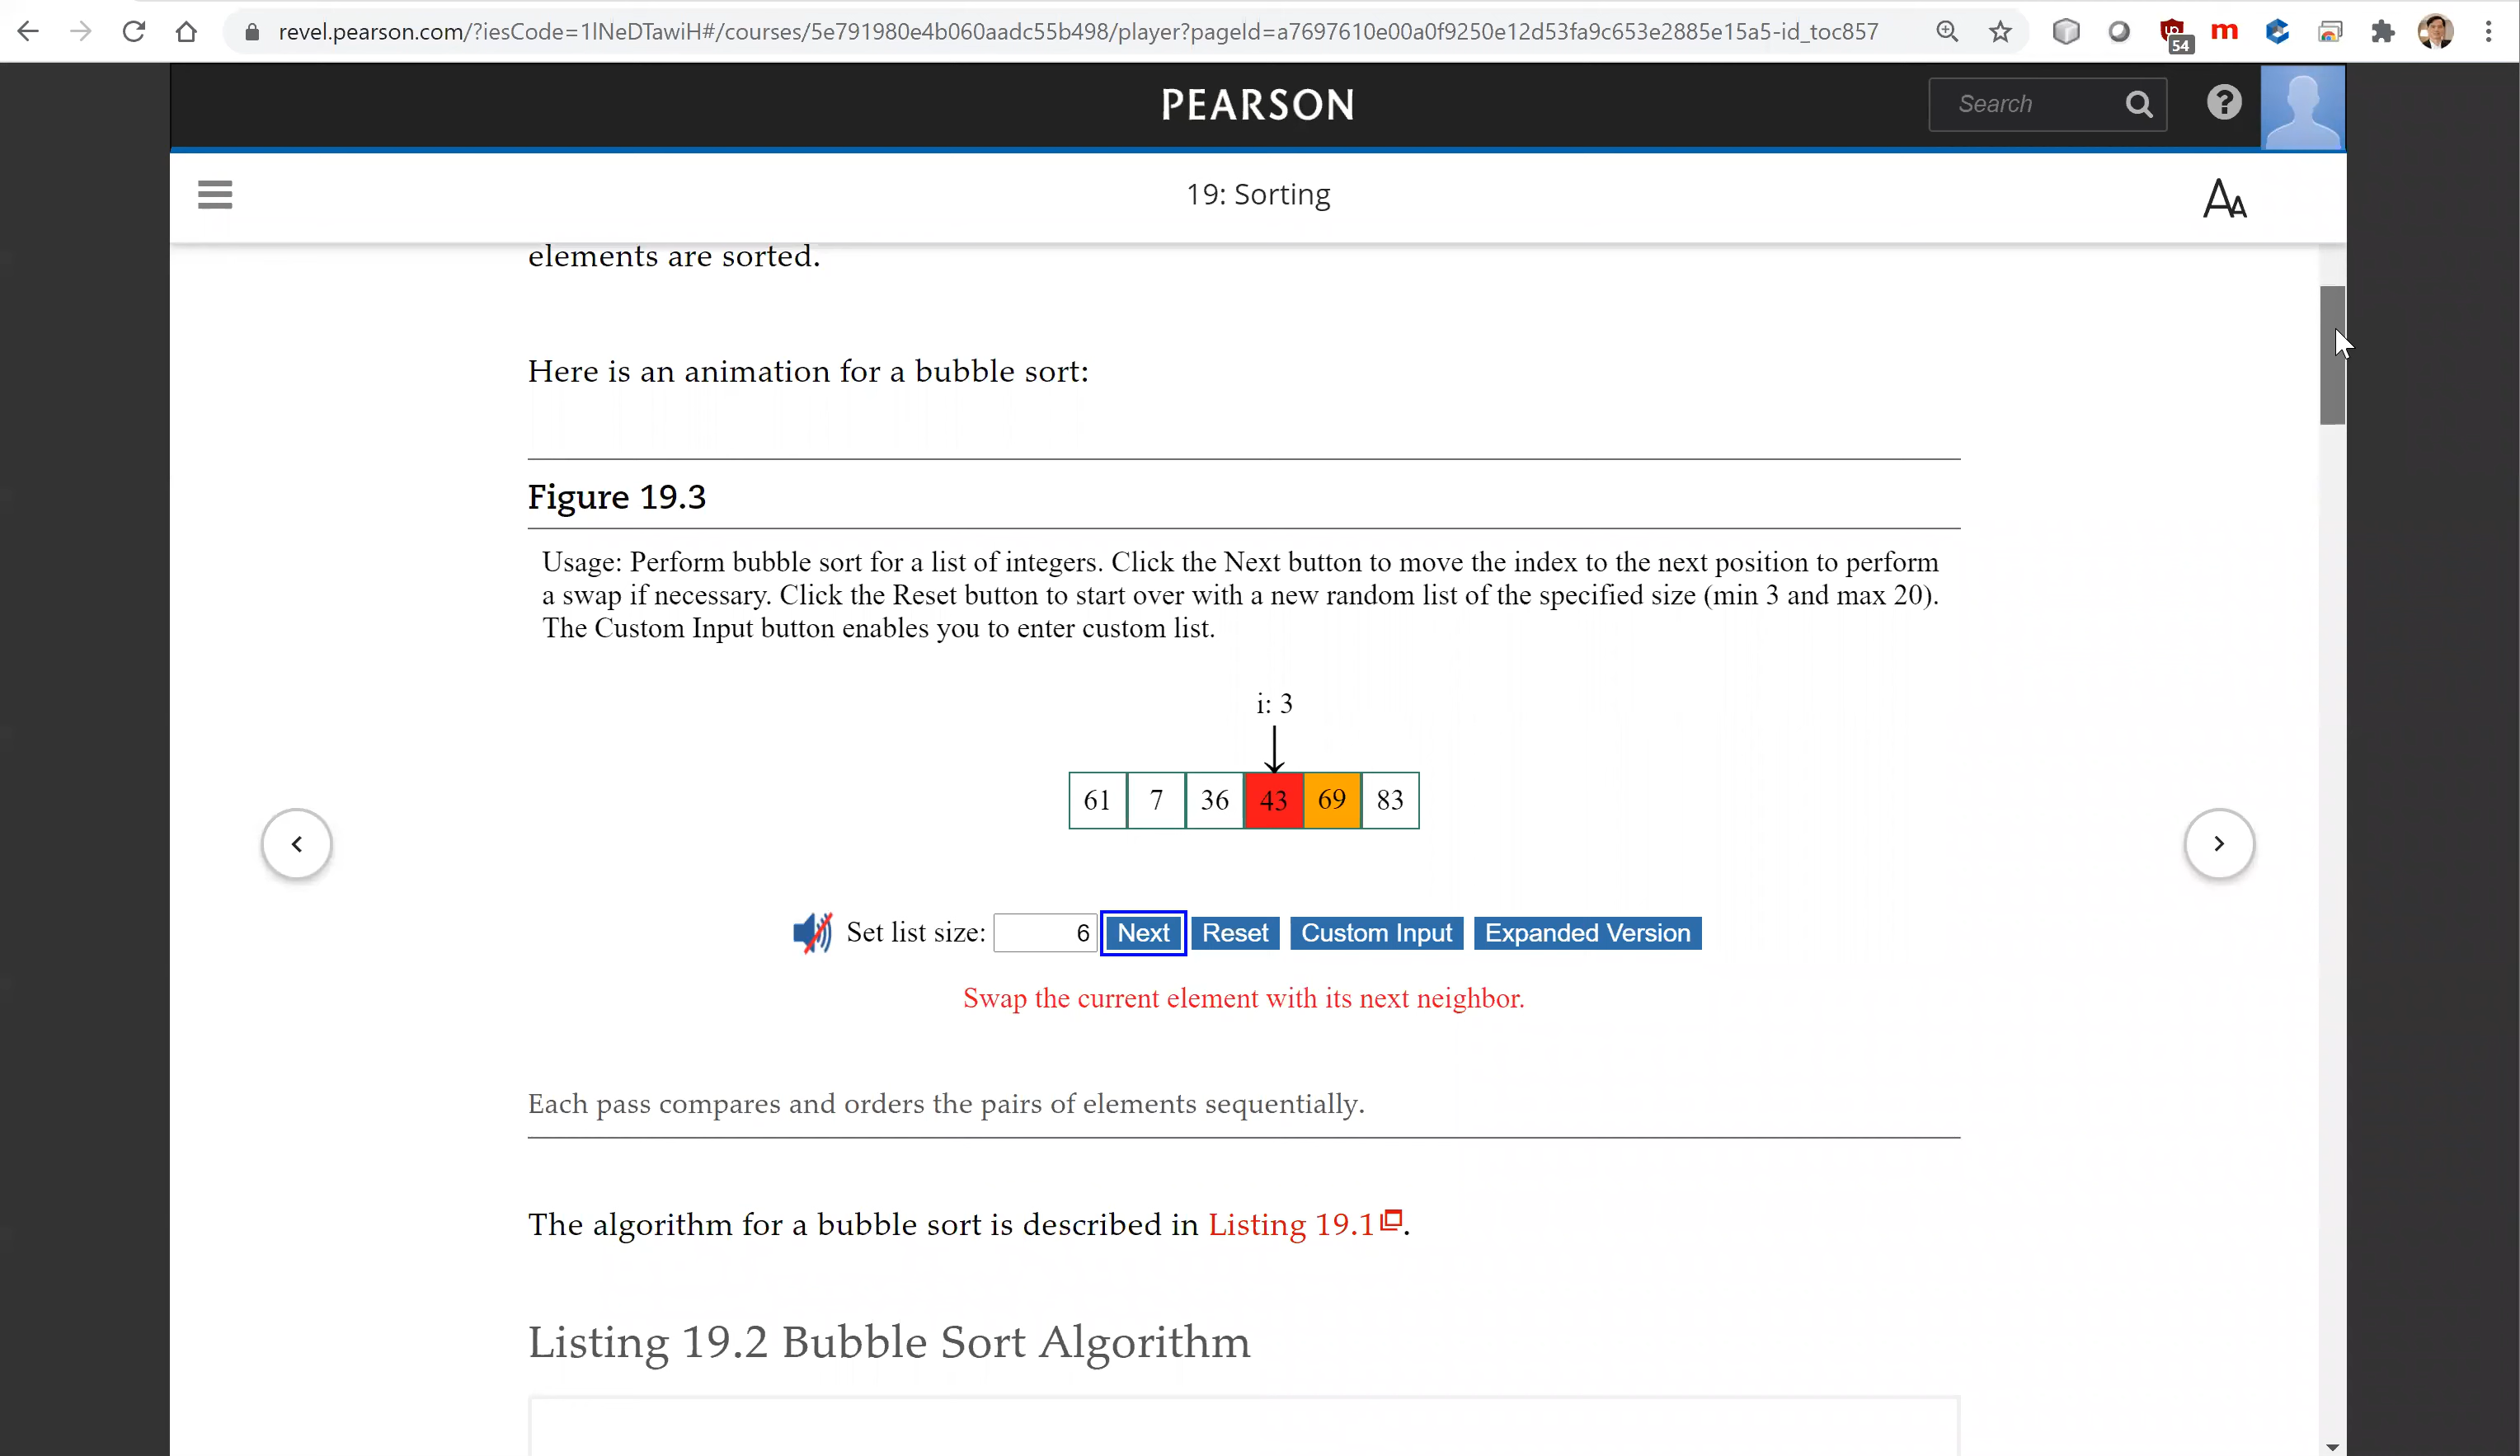 revel.pearson.com/?iesCode=1lNeDTawiH#/courses/5e791980e4b060aadc55b498/player?pageId=a7697610e00a0f9250e12d53fa9c653e2885e15a5-id_toc857
54
m
PEARSON
Search
?
19: Sorting
AA
elements are sorted.
Here is an animation for a bubble sort:
Figure 19.3
Usage: Perform bubble sort for a list of integers. Click the Next button to move the index to the next position to perform
a swap if necessary. Click the Reset button to start over with a new random list of the specified size (min 3 and max 20).
The Custom Input button enables you to enter custom list.
i: 3
61 7 36 43 69 83
Set list size: 6 Next Reset Custom Input Expanded Version
Swap the current element with its next neighbor.
Each pass compares and orders the pairs of elements sequentially.
The algorithm for a bubble sort is described in Listing 19.1.
Listing 19.2 Bubble Sort Algorithm